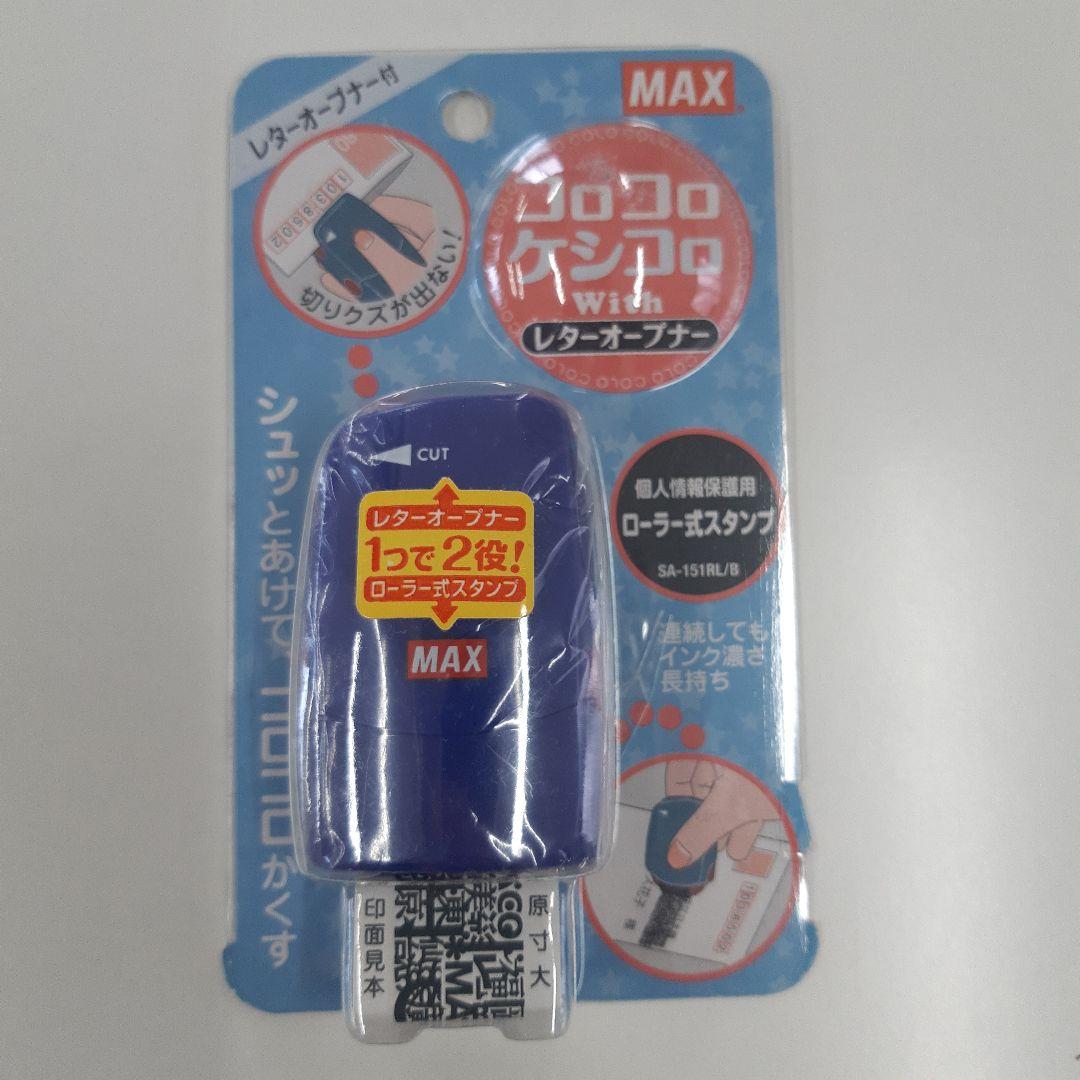 レターオープナー付
MAX
切りクズが出ない!
コロコロ
ケシコロ
With
レターオープナー
シュッとあけてコロコロかくす
CUT
レターオープナー
1つで2役!
ローラー式スタンプ
MAX
個人情報保護用
ローラー式スタンプ
SA-151RL/B
連続しても
インク濃さ
長持ち
印面見本
原寸大